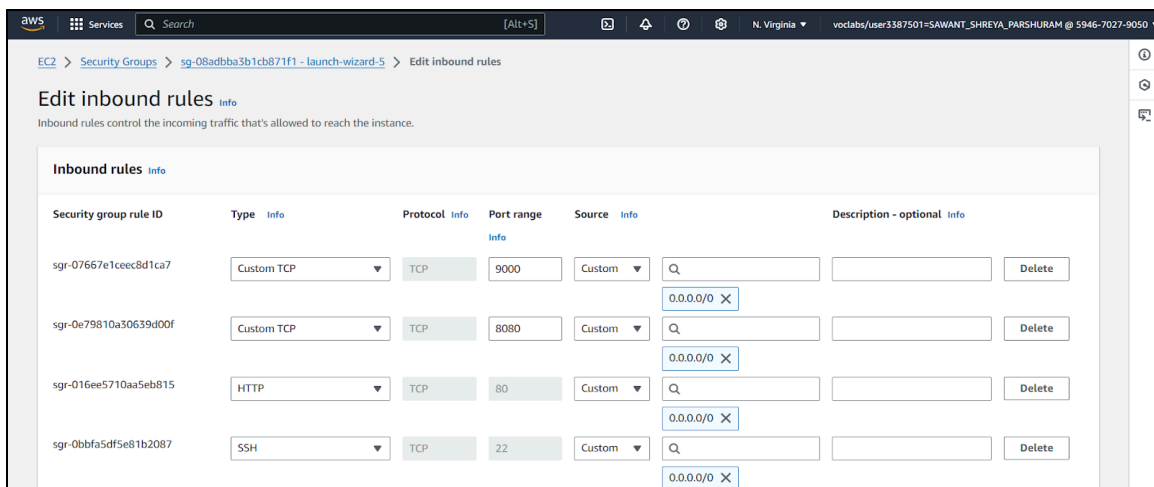 aws Services Search [Alt+S] N. Virginia voclabs/user3387501=SAWANT_SHREYA_PARSHURAM @ 5946-7027-9050
EC2 > Security Groups > sg-08adbba3b1cb871f1 - launch-wizard-5 > Edit inbound rules
Edit inbound rules Info
Inbound rules control the incoming traffic that's allowed to reach the instance.
Inbound rules Info
Security group rule ID Type Info Protocol Info Port range Source Info Description - optional Info
Info
sgr-07667e1ceec8d1ca7 Custom TCP TCP 9000 Custom Delete
0.0.0.0/0
sgr-0e79810a30639d00f Custom TCP TCP 8080 Custom Delete
0.0.0.0/0
sgr-016ee5710aa5eb815 HTTP TCP 80 Custom Delete
0.0.0.0/0
sgr-0bbfa5df5e81b2087 SSH TCP 22 Custom Delete
0.0.0.0/0